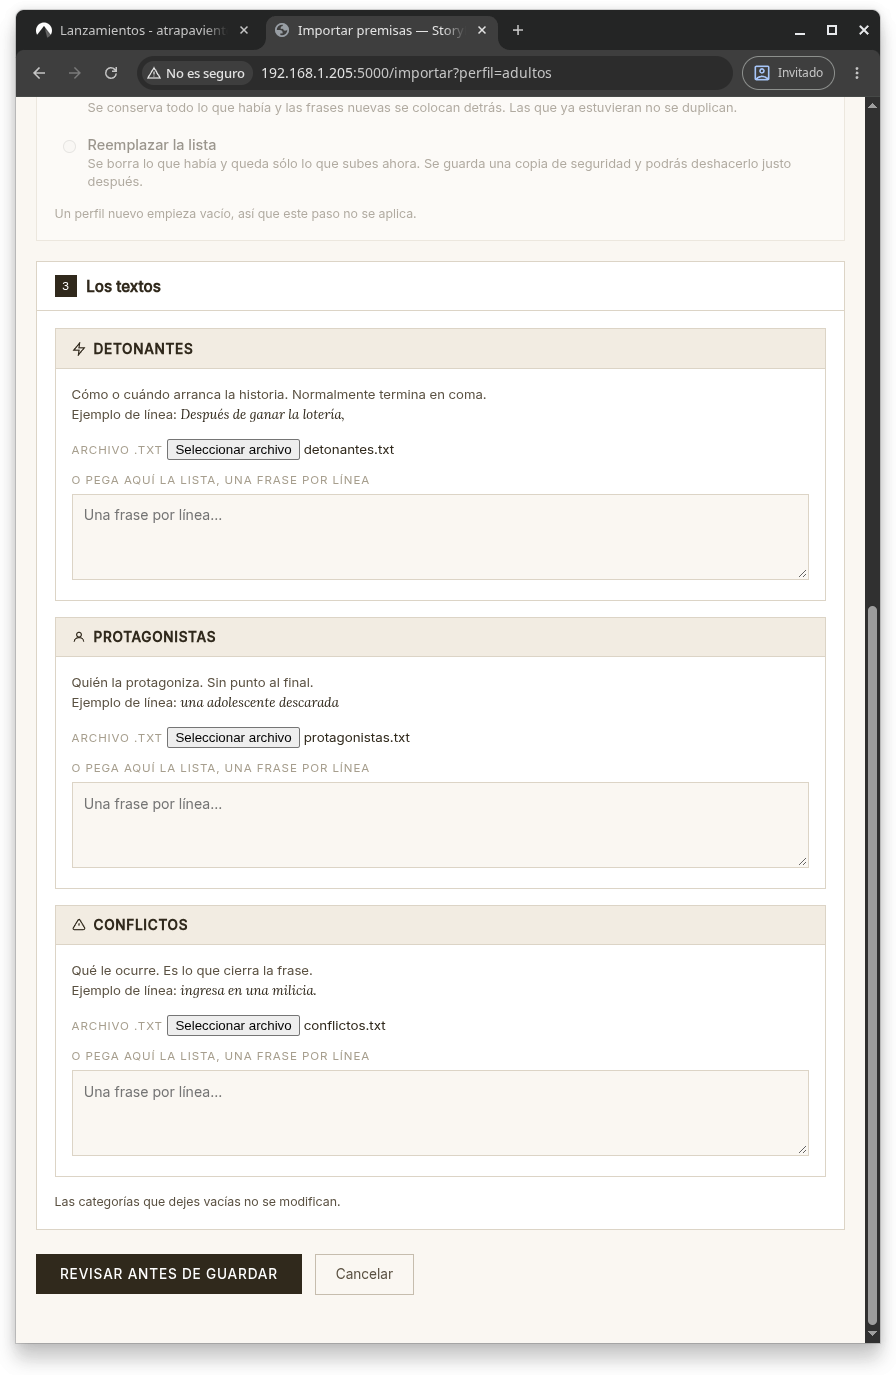 Lanzamientos - atrapavient
Importar premisas — Story
No es seguro
192.168.1.205:5000/importar?perfil=adultos
Invitado
Se conserva todo lo que había y las frases nuevas se colocan detrás. Las que ya estuvieran no se duplican.
Reemplazar la lista
Se borra lo que había y queda sólo lo que subes ahora. Se guarda una copia de seguridad y podrás deshacerlo justo
después.
Un perfil nuevo empieza vacío, así que este paso no se aplica.
3 Los textos
DETONANTES
Cómo o cuándo arranca la historia. Normalmente termina en coma.
Ejemplo de línea: Después de ganar la lotería,
ARCHIVO .TXT Seleccionar archivo detonantes.txt
O PEGA AQUÍ LA LISTA, UNA FRASE POR LÍNEA
Una frase por línea...
PROTAGONISTAS
Quién la protagoniza. Sin punto al final.
Ejemplo de línea: una adolescente descarada
ARCHIVO .TXT Seleccionar archivo protagonistas.txt
O PEGA AQUÍ LA LISTA, UNA FRASE POR LÍNEA
Una frase por línea...
CONFLICTOS
Qué le ocurre. Es lo que cierra la frase.
Ejemplo de línea: ingresa en una milicia.
ARCHIVO .TXT Seleccionar archivo conflictos.txt
O PEGA AQUÍ LA LISTA, UNA FRASE POR LÍNEA
Una frase por línea...
Las categorías que dejes vacías no se modifican.
REVISAR ANTES DE GUARDAR
Cancelar